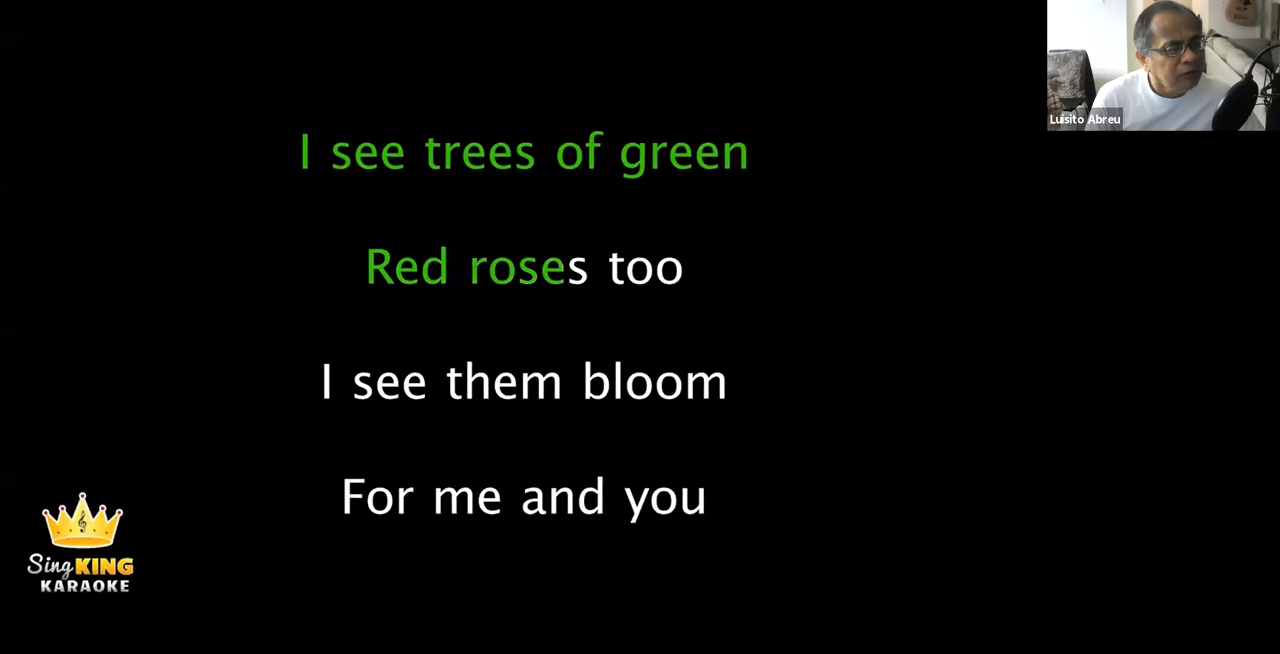 I see trees of green
Red roses too
I see them bloom
For me and you
Sing KING
KARAOKE
Luisito Abreu